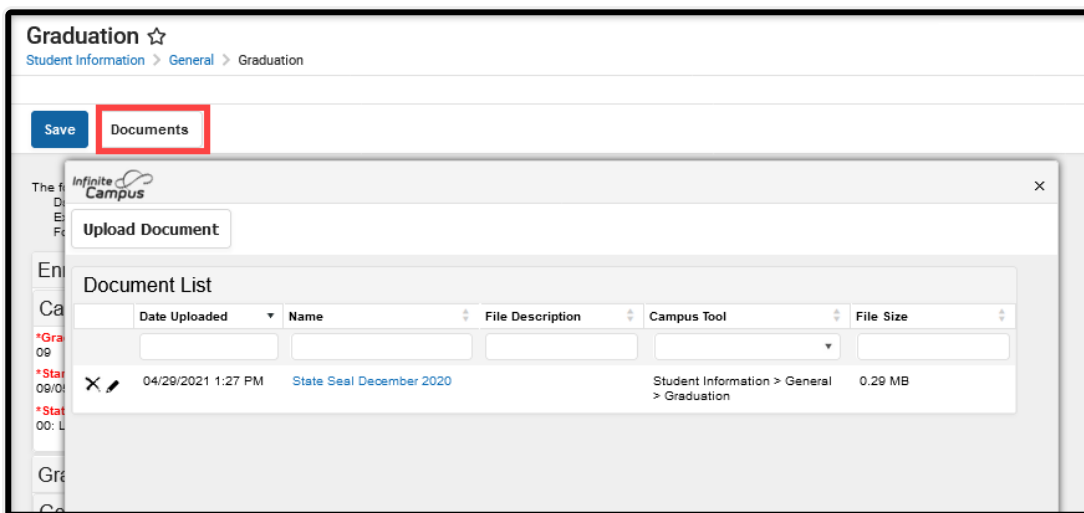 Graduation
Student Information > General > Graduation
Save Documents
The f
Infinite
Campus
×
Upload Document
Document List
Date Uploaded Name File Description Campus Tool File Size
04/29/2021 1:27 PM State Seal December 2020 Student Information > General 0.29 MB
> Graduation
*Gra
09
*Star
09/0
*Stat
00: L
En
Ca
Gra